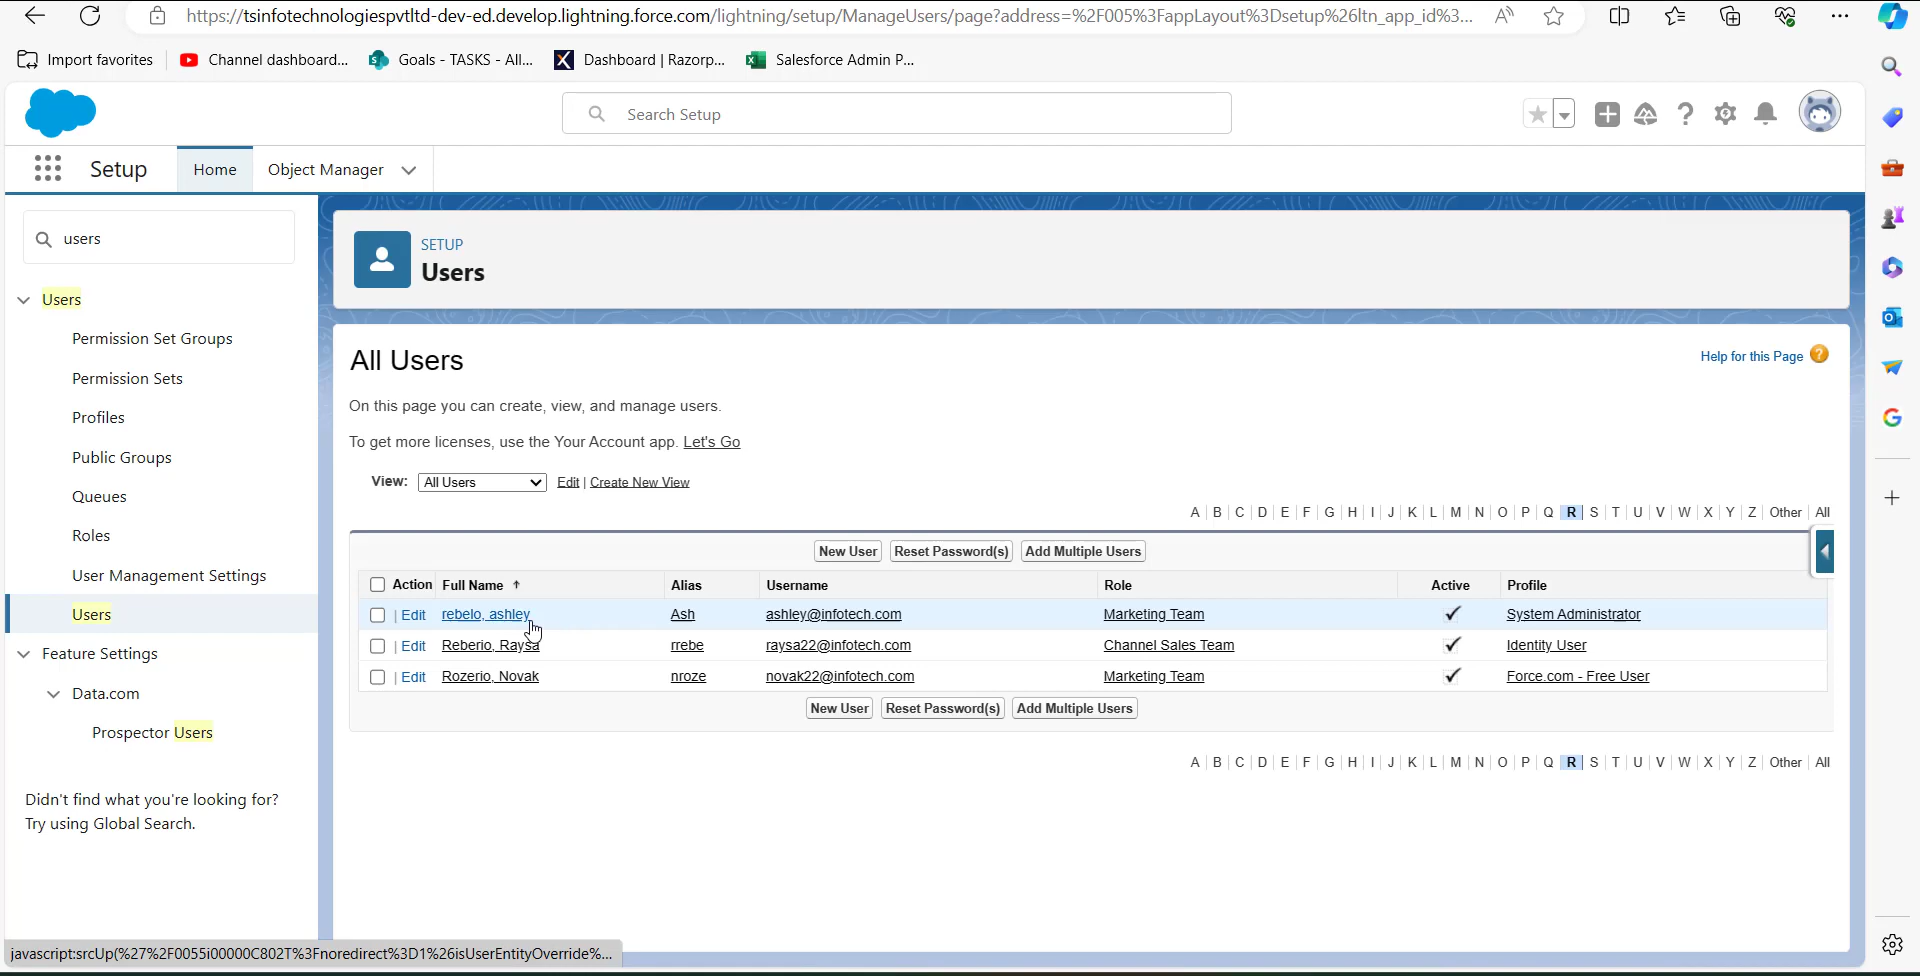 https://tsinfotechnologiespvtltd-dev-ed.develop.lightning.force.com/lightning/setup/ManageUsers/page?address=%2F005%3FappLayout%3Dsetup%26ltn_app_id%3...
Import favorites
Channel dashboard...
Goals - TASKS - All...
Dashboard | Razorp...
Salesforce Admin P...
Search Setup
Setup
Home
Object Manager
users
SETUP
Users
Users
Permission Set Groups
Permission Sets
Profiles
Public Groups
Queues
Roles
User Management Settings
Users
Feature Settings
Data.com
Prospector Users
Didn't find what you're looking for?
Try using Global Search.
All Users
Help for this Page ?
On this page you can create, view, and manage users.
To get more licenses, use the Your Account app. Let's Go
View: All Users Edit | Create New View
A | B | C | D | E | F | G | H | I | J | K | L | M | N | O | P | Q | R | S | T | U | V | W | X | Y | Z | Other | All
New User Reset Password(s) Add Multiple Users
Action Full Name ↑ Alias Username Role Active Profile
| Edit rebelo, ashley Ash ashley@infotech.com Marketing Team ✓ System Administrator
| Edit Reberio, Raysa rrebe raysa22@infotech.com Channel Sales Team ✓ Identity User
| Edit Rozerio, Novak nroze novak22@infotech.com Marketing Team ✓ Force.com - Free User
New User Reset Password(s) Add Multiple Users
A | B | C | D | E | F | G | H | I | J | K | L | M | N | O | P | Q | R | S | T | U | V | W | X | Y | Z | Other | All
javascript:srcUp(%27%2F0055i00000C802T%3Fnoredirect%3D1%26isUserEntityOverride%...